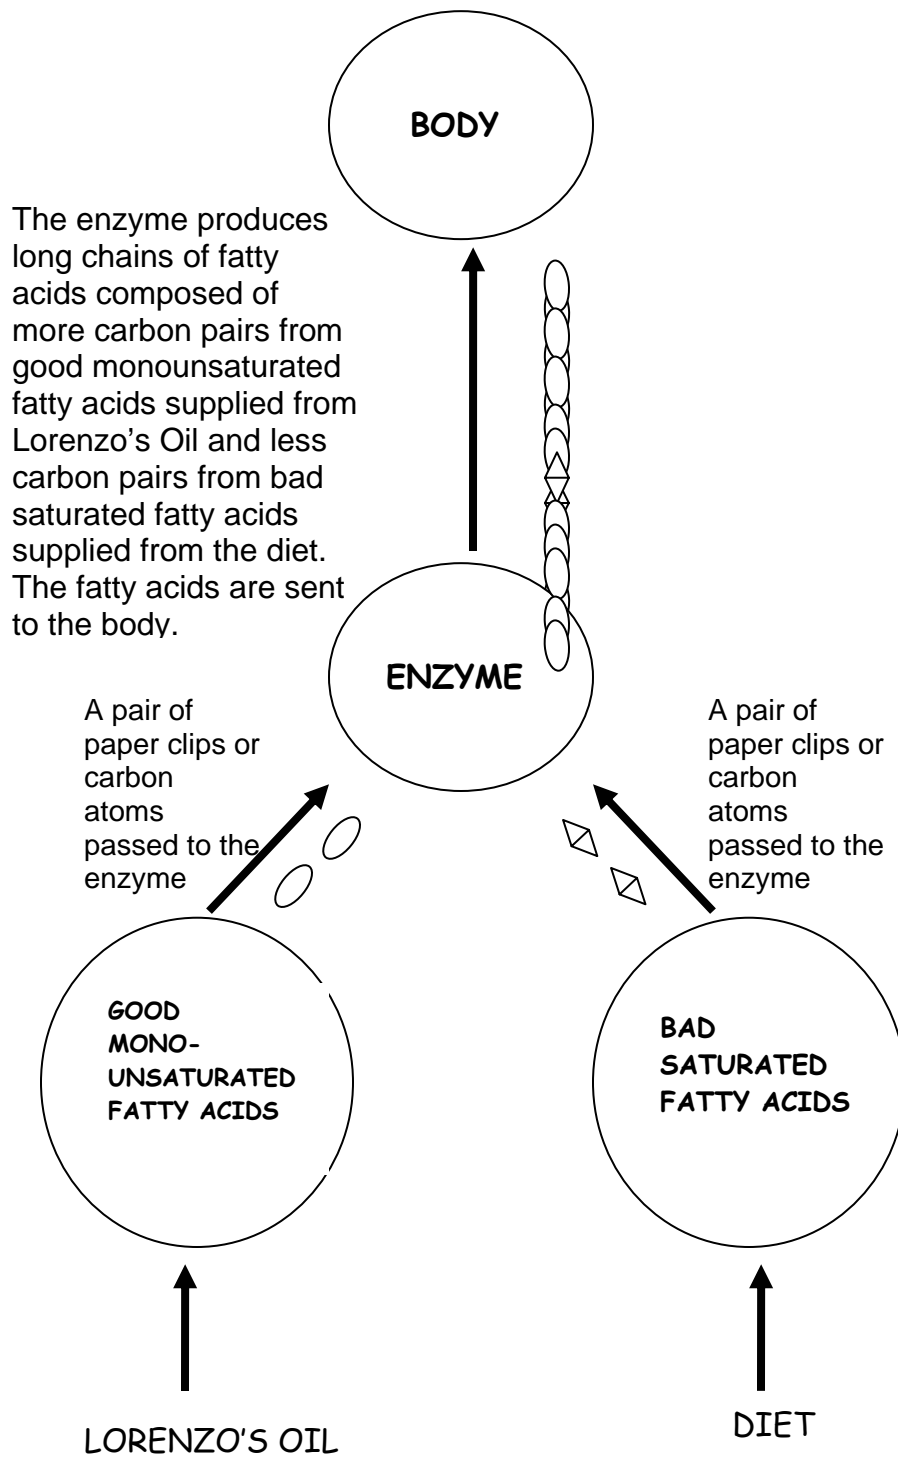 BODY
The enzyme produces
long chains of fatty
acids composed of
more carbon pairs from
good monounsaturated
fatty acids supplied from
Lorenzo’s Oil and less
carbon pairs from bad
saturated fatty acids
supplied from the diet.
The fatty acids are sent
to the body.
ENZYME
A pair of
paper clips or
carbon
atoms
passed to the
enzyme
A pair of
paper clips or
carbon
atoms
passed to the
enzyme
GOOD
MONO-
UNSATURATED
FATTY ACIDS
BAD
SATURATED
FATTY ACIDS
LORENZO’S OIL
DIET